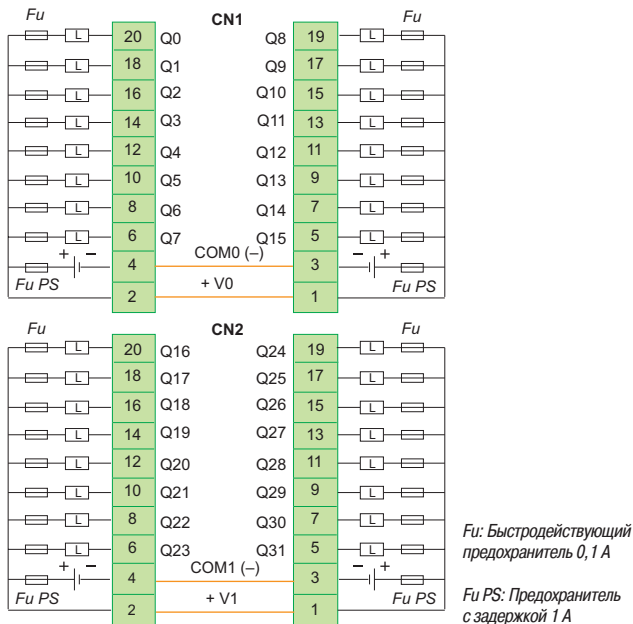 Fu CN1 Fu
L 20 Q0 Q8 19 L
L 18 Q1 Q9 17 L
L 16 Q2 Q10 15 L
L 14 Q3 Q11 13 L
L 12 Q4 Q12 11 L
L 10 Q5 Q13 9 L
L 8 Q6 Q14 7 L
L 6 Q7 Q15 5 L
+ – 4 COM0 (–) 3 – +
Fu PS 2 + V0 1 Fu PS
Fu CN2 Fu
L 20 Q16 Q24 19 L
L 18 Q17 Q25 17 L
L 16 Q18 Q26 15 L
L 14 Q19 Q27 13 L
L 12 Q20 Q28 11 L
L 10 Q21 Q29 9 L
L 8 Q22 Q30 7 L
L 6 Q23 Q31 5 L
+ – 4 COM1 (–) 3 – +
Fu PS 2 + V1 1 Fu PS
Fu: Быстродействующий
предохранитель 0,1 А
Fu PS: Предохранитель
с задержкой 1 А